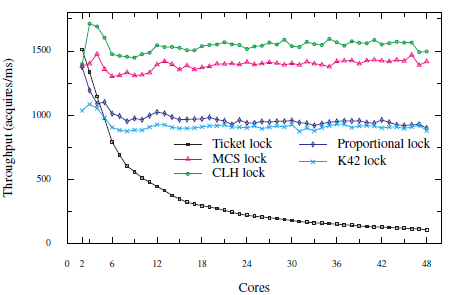 Throughput (acquires/ms)
1500
1000
500
0
Ticket lock
MCS lock
CLH lock
Proportional lock
K42 lock
0 2 6 12 18 24 30 36 42 48
Cores